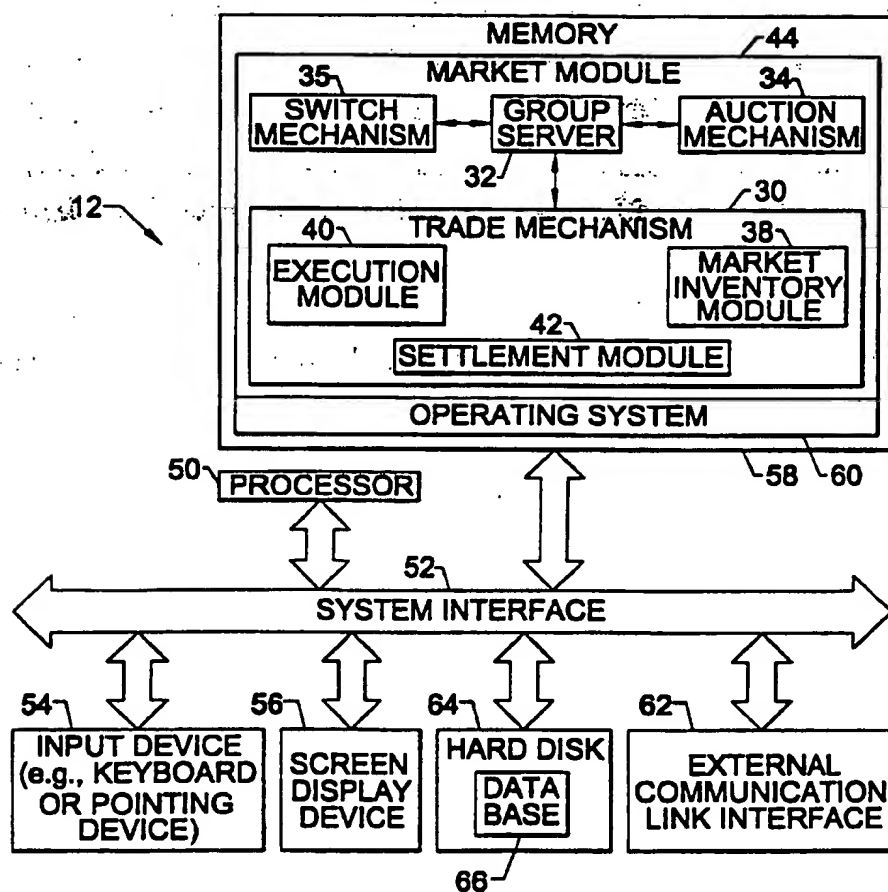 MEMORY
44
MARKET MODULE
35
34
SWITCH
MECHANISM
GROUP
SERVER
AUCTION
MECHANISM
32
30
12
TRADE MECHANISM
40
38
EXECUTION
MODULE
MARKET
INVENTORY
MODULE
42
SETTLEMENT MODULE
OPERATING SYSTEM
58
60
50
PROCESSOR
52
SYSTEM INTERFACE
54
56
64
62
INPUT DEVICE
(e.g., KEYBOARD
OR POINTING
DEVICE)
SCREEN
DISPLAY
DEVICE
HARD DISK
DATA
BASE
EXTERNAL
COMMUNICATION
LINK INTERFACE
66